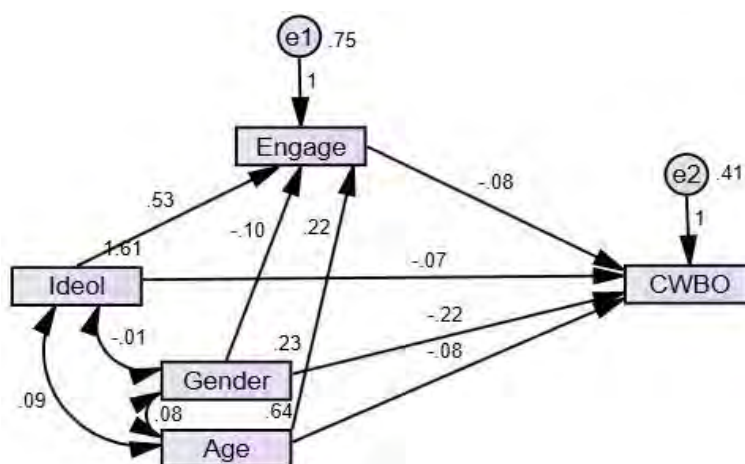 e1 .75
1
Engage
e2 .41
.53
-.08
1
-.10
.22
1.61
-.07
Ideol
CWBO
-.01
.23
-.22
Gender
-.08
.09
.08
.64
Age